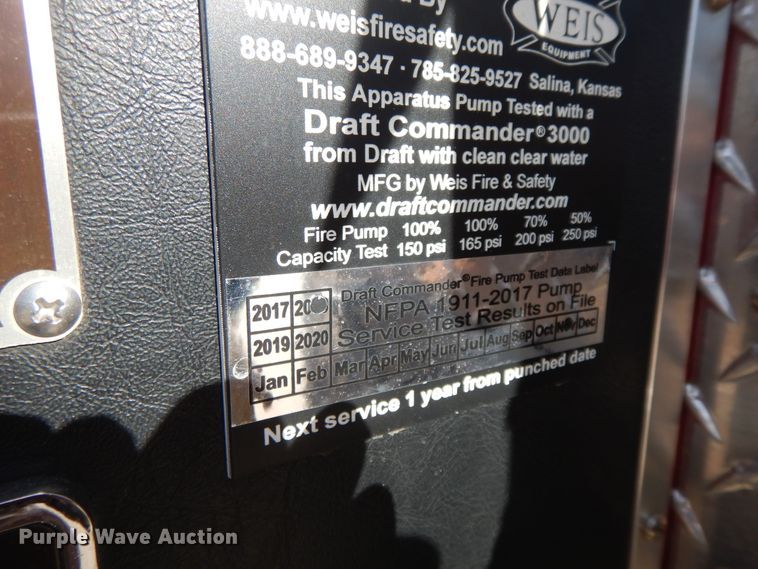 By
www.weisfiresafety.com
WEIS
EQUIPMENT
888-689-9347 · 785-825-9527 Salina, Kansas
This Apparatus Pump Tested with a
Draft Commander® 3000
from Draft with clean clear water
MFG by Weis Fire & Safety
www.draftcommander.com
Fire Pump 100% 100% 70% 50%
Capacity Test 150 psi 165 psi 200 psi 250 psi
Draft Commander® Fire Pump Test Data Label
NFPA 1911-2017 Pump
Service Test Results on File
2017 20
2019 2020
Jan Feb Mar Apr May Jun Jul Aug Sep Oct Nov Dec
Next service 1 year from punched date
Purple Wave Auction